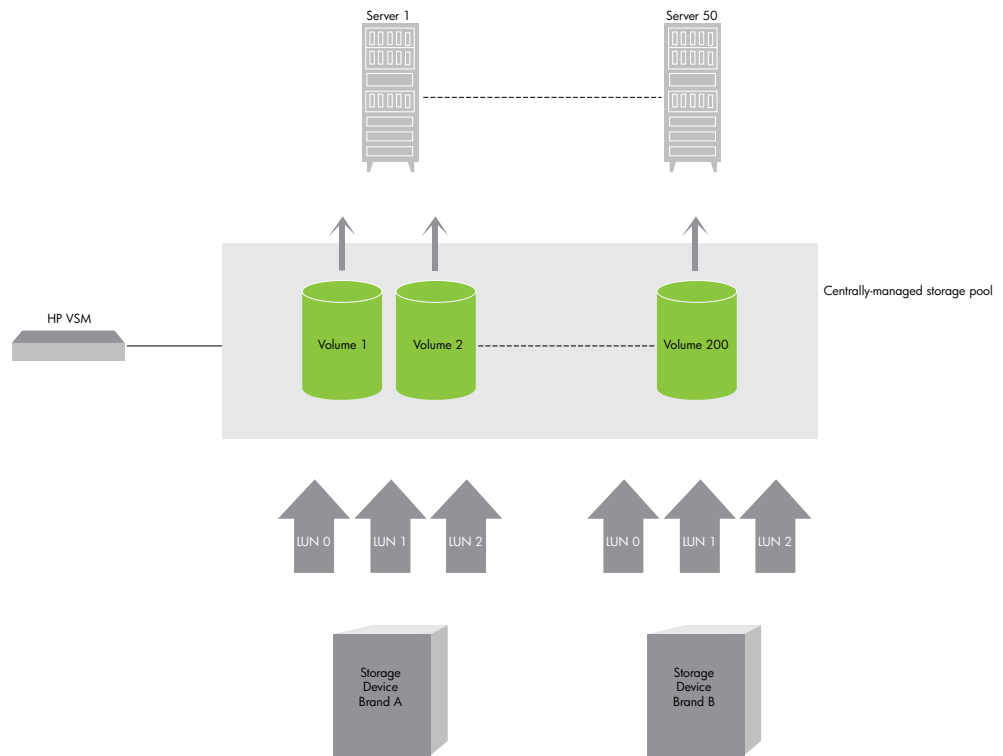 Server 1
Server 50
Centrally-managed storage pool
HP VSM
Volume 1
Volume 2
Volume 200
LUN 0
LUN 1
LUN 2
LUN 0
LUN 1
LUN 2
Storage
Device
Brand A
Storage
Device
Brand B